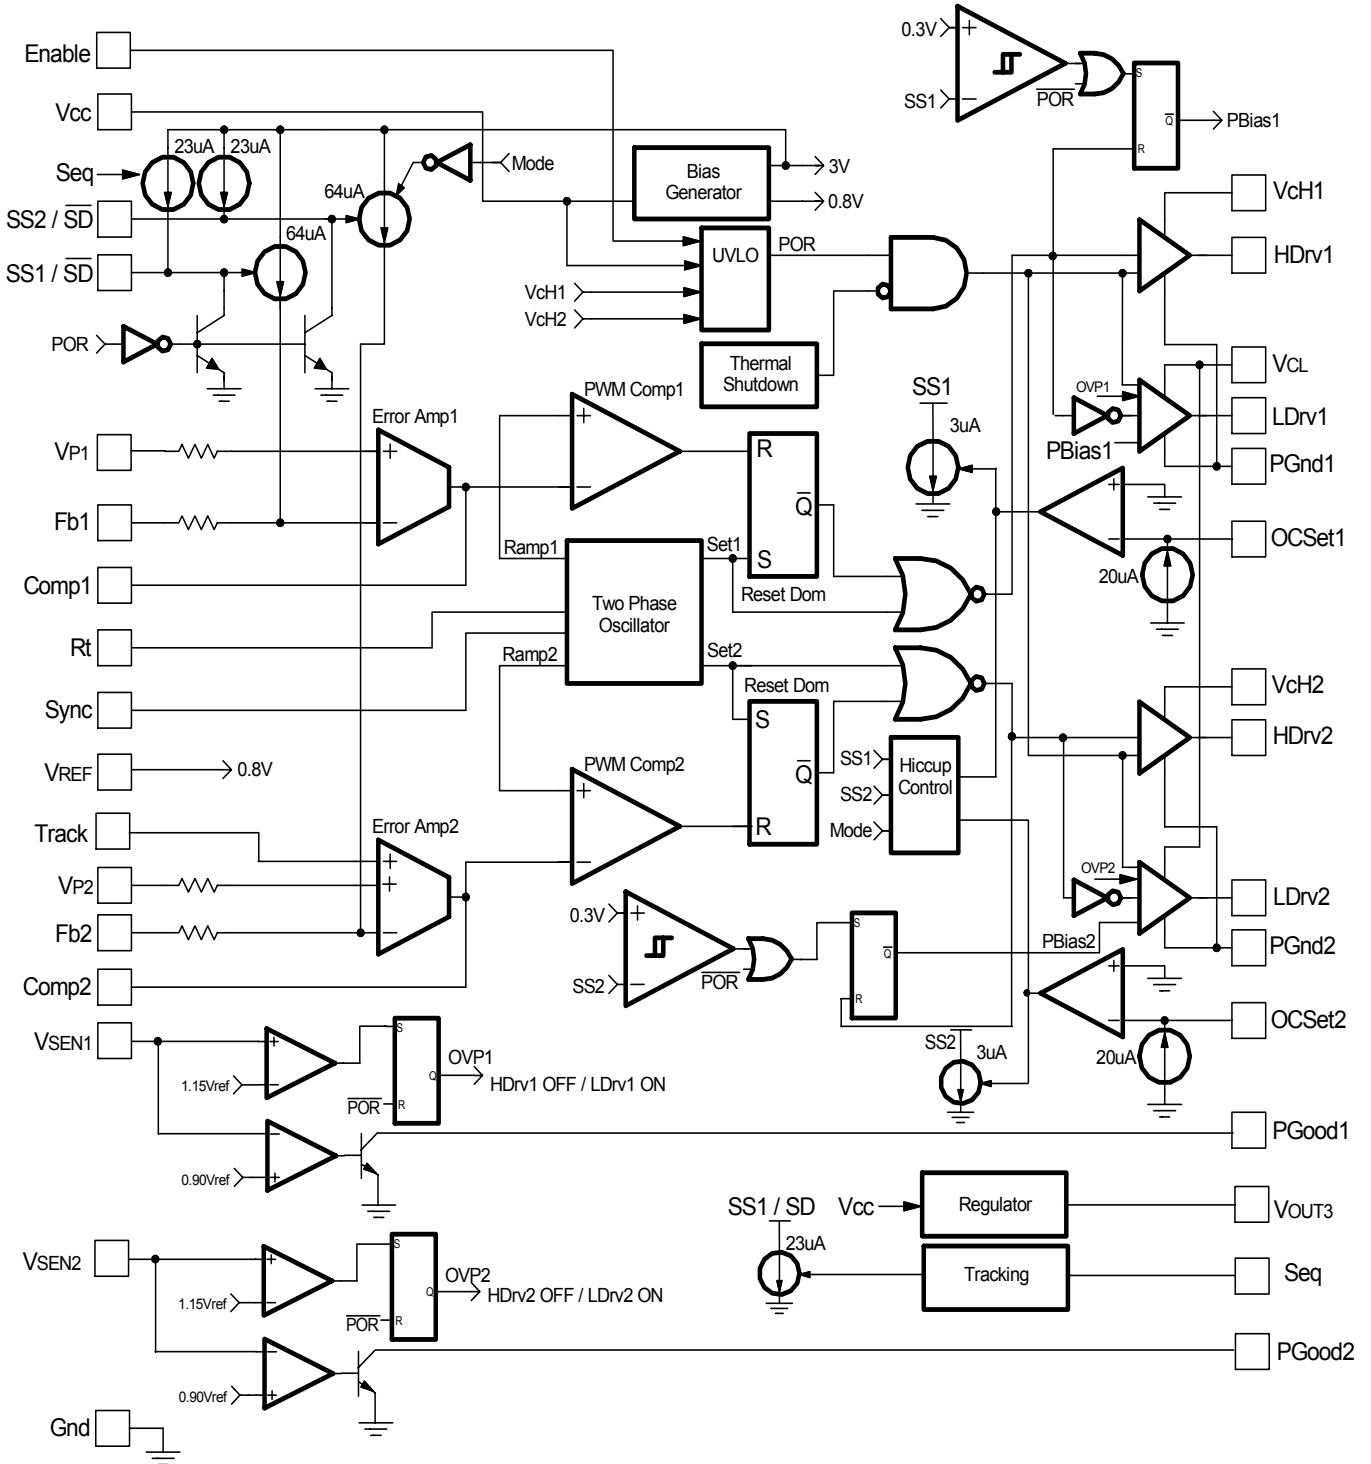 Enable
Vcc
Seq
SS2 / SD
SS1 / SD
23uA
23uA
64uA
64uA
Mode
POR
0.3V
+
SS1
−
POR
S
R
Q
PBias1
Bias
Generator
3V
0.8V
UVLO
POR
VcH1
VcH2
Thermal
Shutdown
VcH1
HDrv1
VCL
OVP1
LDrv1
PBias1
PGnd1
SS1
3uA
+
−
OCSet1
20uA
VP1
Fb1
Comp1
Rt
Sync
VREF
0.8V
Error Amp1
+
−
PWM Comp1
+
−
R
Q
S
Reset Dom
Ramp1
Set1
Two Phase
Oscillator
Ramp2
Set2
Reset Dom
S
Q
R
PWM Comp2
+
−
SS1
SS2
Mode
Hiccup
Control
VcH2
HDrv2
OVP2
LDrv2
PBias2
PGnd2
+
−
OCSet2
20uA
SS2
3uA
Track
VP2
Fb2
Comp2
Error Amp2
+
+
−
0.3V
+
SS2
−
POR
S
Q
R
VSEN1
+
1.15Vref
−
S
Q
POR
R
OVP1
HDrv1 OFF / LDrv1 ON
−
0.90Vref
+
PGood1
SS1 / SD
23uA
Vcc
Regulator
VOUT3
Tracking
Seq
VSEN2
+
1.15Vref
−
S
Q
POR
R
OVP2
HDrv2 OFF / LDrv2 ON
−
0.90Vref
+
PGood2
Gnd